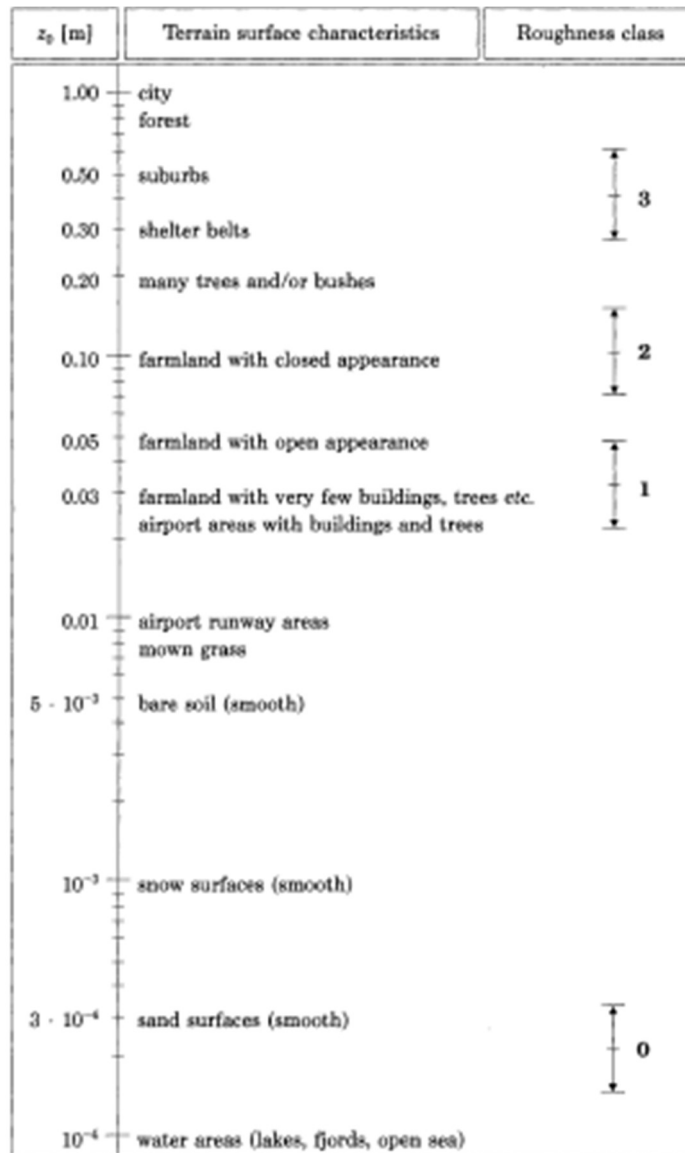 z₀ [m] Terrain surface characteristics Roughness class
1.00 city
forest
0.50 suburbs
3
0.30 shelter belts
0.20 many trees and/or bushes
2
0.10 farmland with closed appearance
0.05 farmland with open appearance
1
0.03 farmland with very few buildings, trees etc.
airport areas with buildings and trees
0.01 airport runway areas
mown grass
5 · 10⁻³ bare soil (smooth)
10⁻³ snow surfaces (smooth)
3 · 10⁻⁴ sand surfaces (smooth)
0
10⁻⁴ water areas (lakes, fjords, open sea)